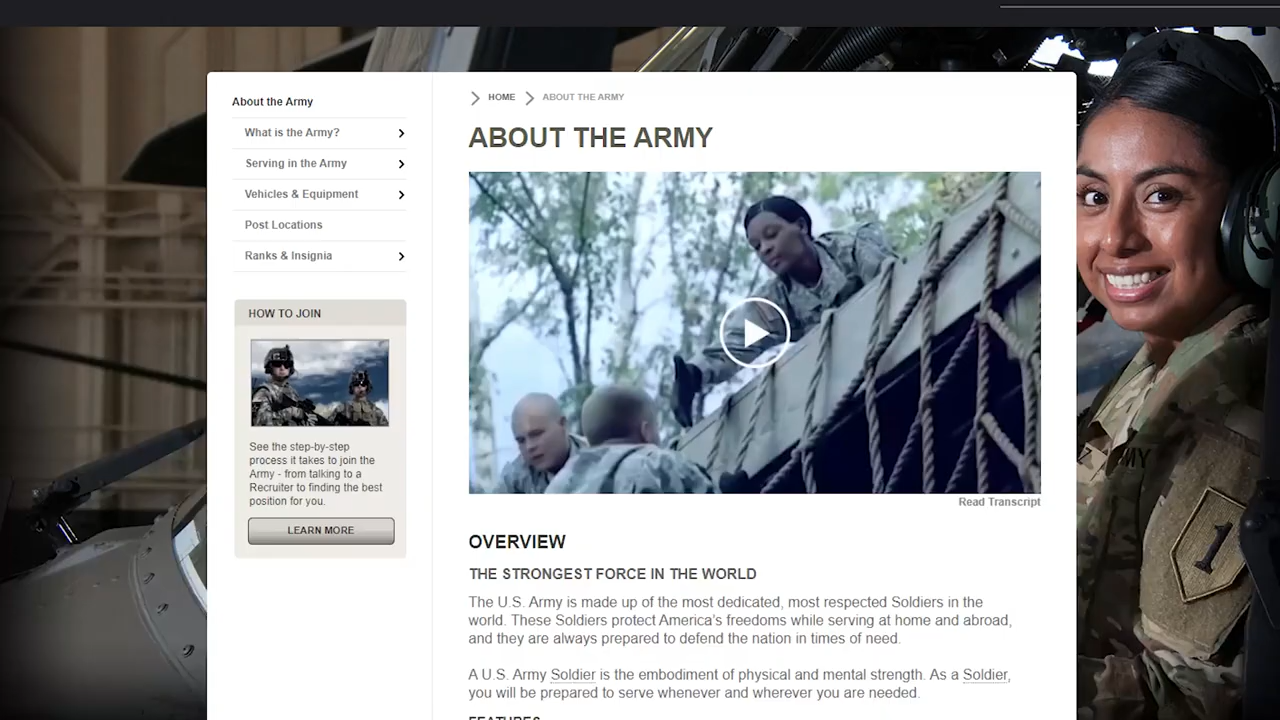 About the Army
What is the Army?
Serving in the Army
Vehicles & Equipment
Post Locations
Ranks & Insignia
HOW TO JOIN
See the step-by-step
process it takes to join the
Army - from talking to a
Recruiter to finding the best
position for you.
LEARN MORE
HOME
ABOUT THE ARMY
ABOUT THE ARMY
Read Transcript
OVERVIEW
THE STRONGEST FORCE IN THE WORLD
The U.S. Army is made up of the most dedicated, most respected Soldiers in the
world. These Soldiers protect America's freedoms while serving at home and abroad,
and they are always prepared to defend the nation in times of need.
A U.S. Army Soldier is the embodiment of physical and mental strength. As a Soldier,
you will be prepared to serve whenever and wherever you are needed.
FEATURES
1